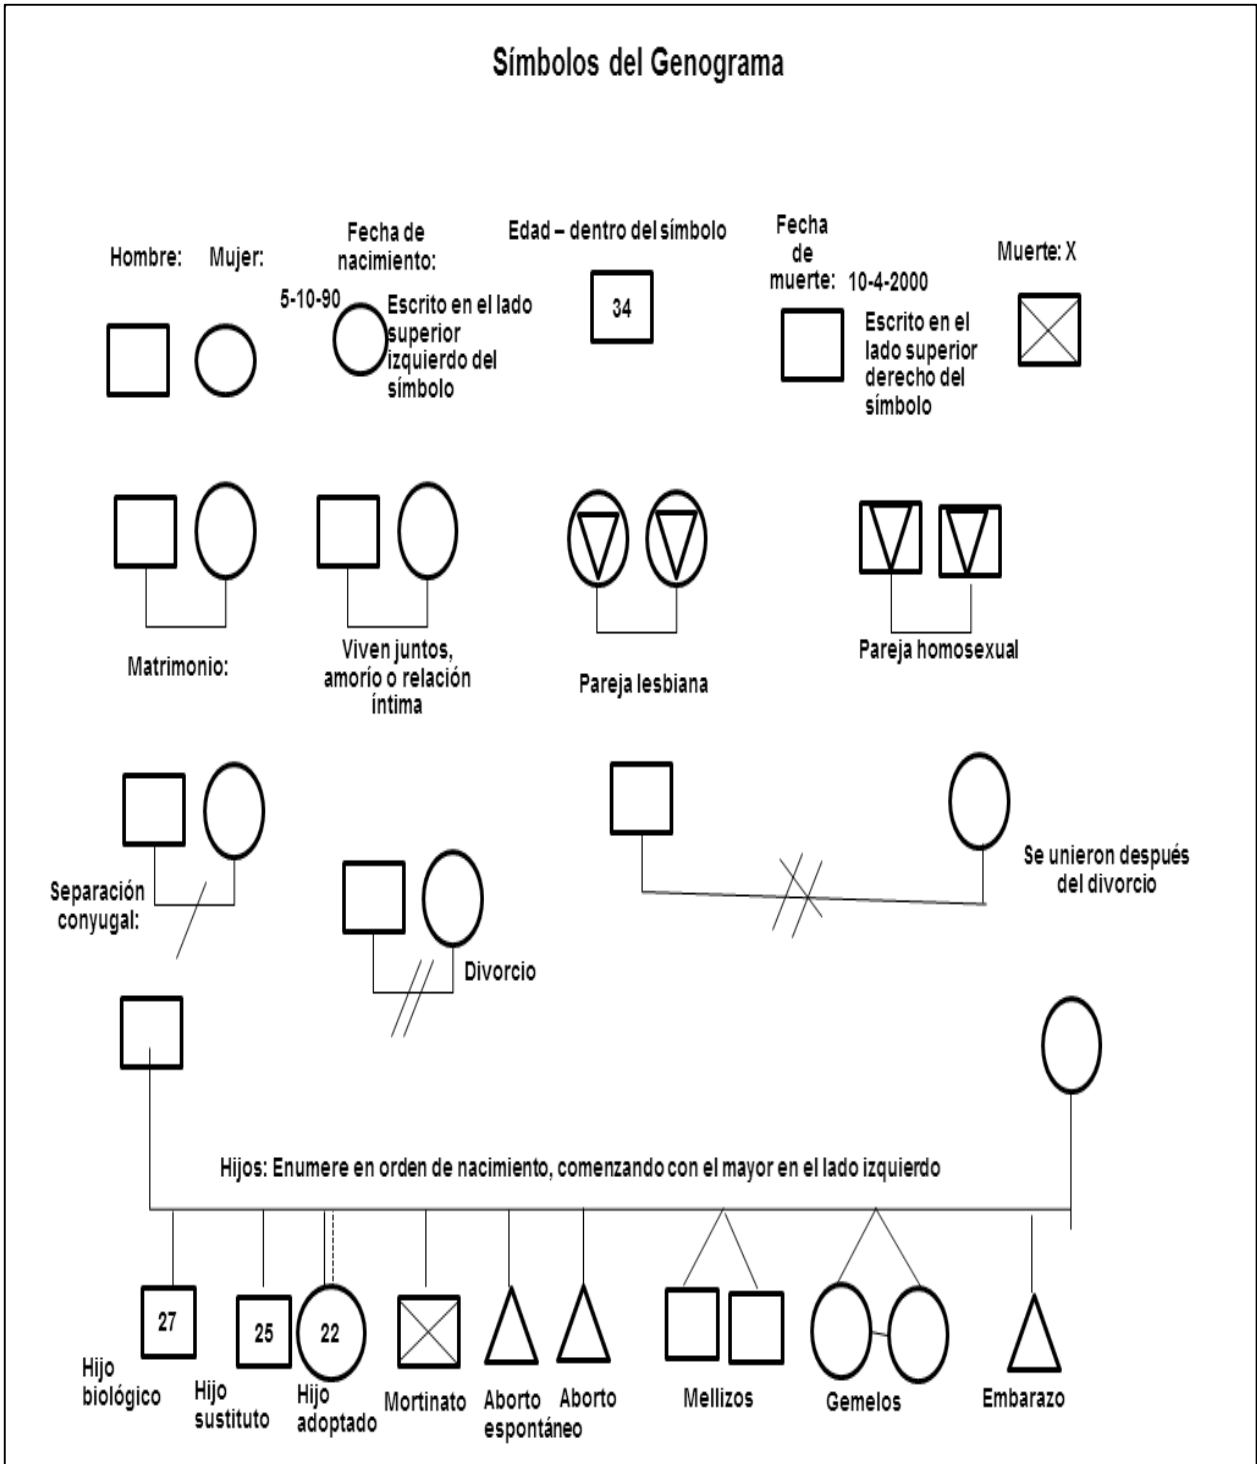 Símbolos del Genograma
Hombre:
Mujer:
Fecha de
nacimiento:
5-10-90
Escrito en el lado
superior
izquierdo del
símbolo
Edad – dentro del símbolo
34
Fecha
de
muerte:
10-4-2000
Escrito en el
lado superior
derecho del
símbolo
Muerte: X
Matrimonio:
Viven juntos,
amorío o relación
íntima
Pareja lesbiana
Pareja homosexual
Separación
conyugal:
Divorcio
Se unieron después
del divorcio
Hijos: Enumere en orden de nacimiento, comenzando con el mayor en el lado izquierdo
27
25
22
Hijo
biológico
Hijo
sustituto
Hijo
adoptado
Mortinato
Aborto
espontáneo
Aborto
Mellizos
Gemelos
Embarazo